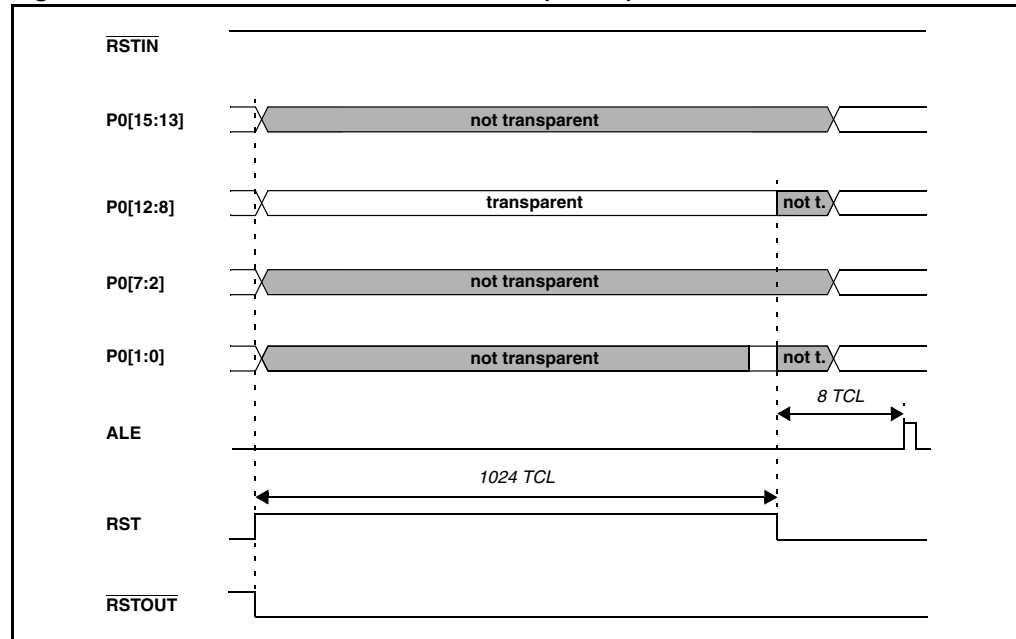 RSTIN
P0[15:13]
not transparent
P0[12:8]
transparent
not t.
P0[7:2]
not transparent
P0[1:0]
not transparent
not t.
8 TCL
ALE
1024 TCL
RST
RSTOUT